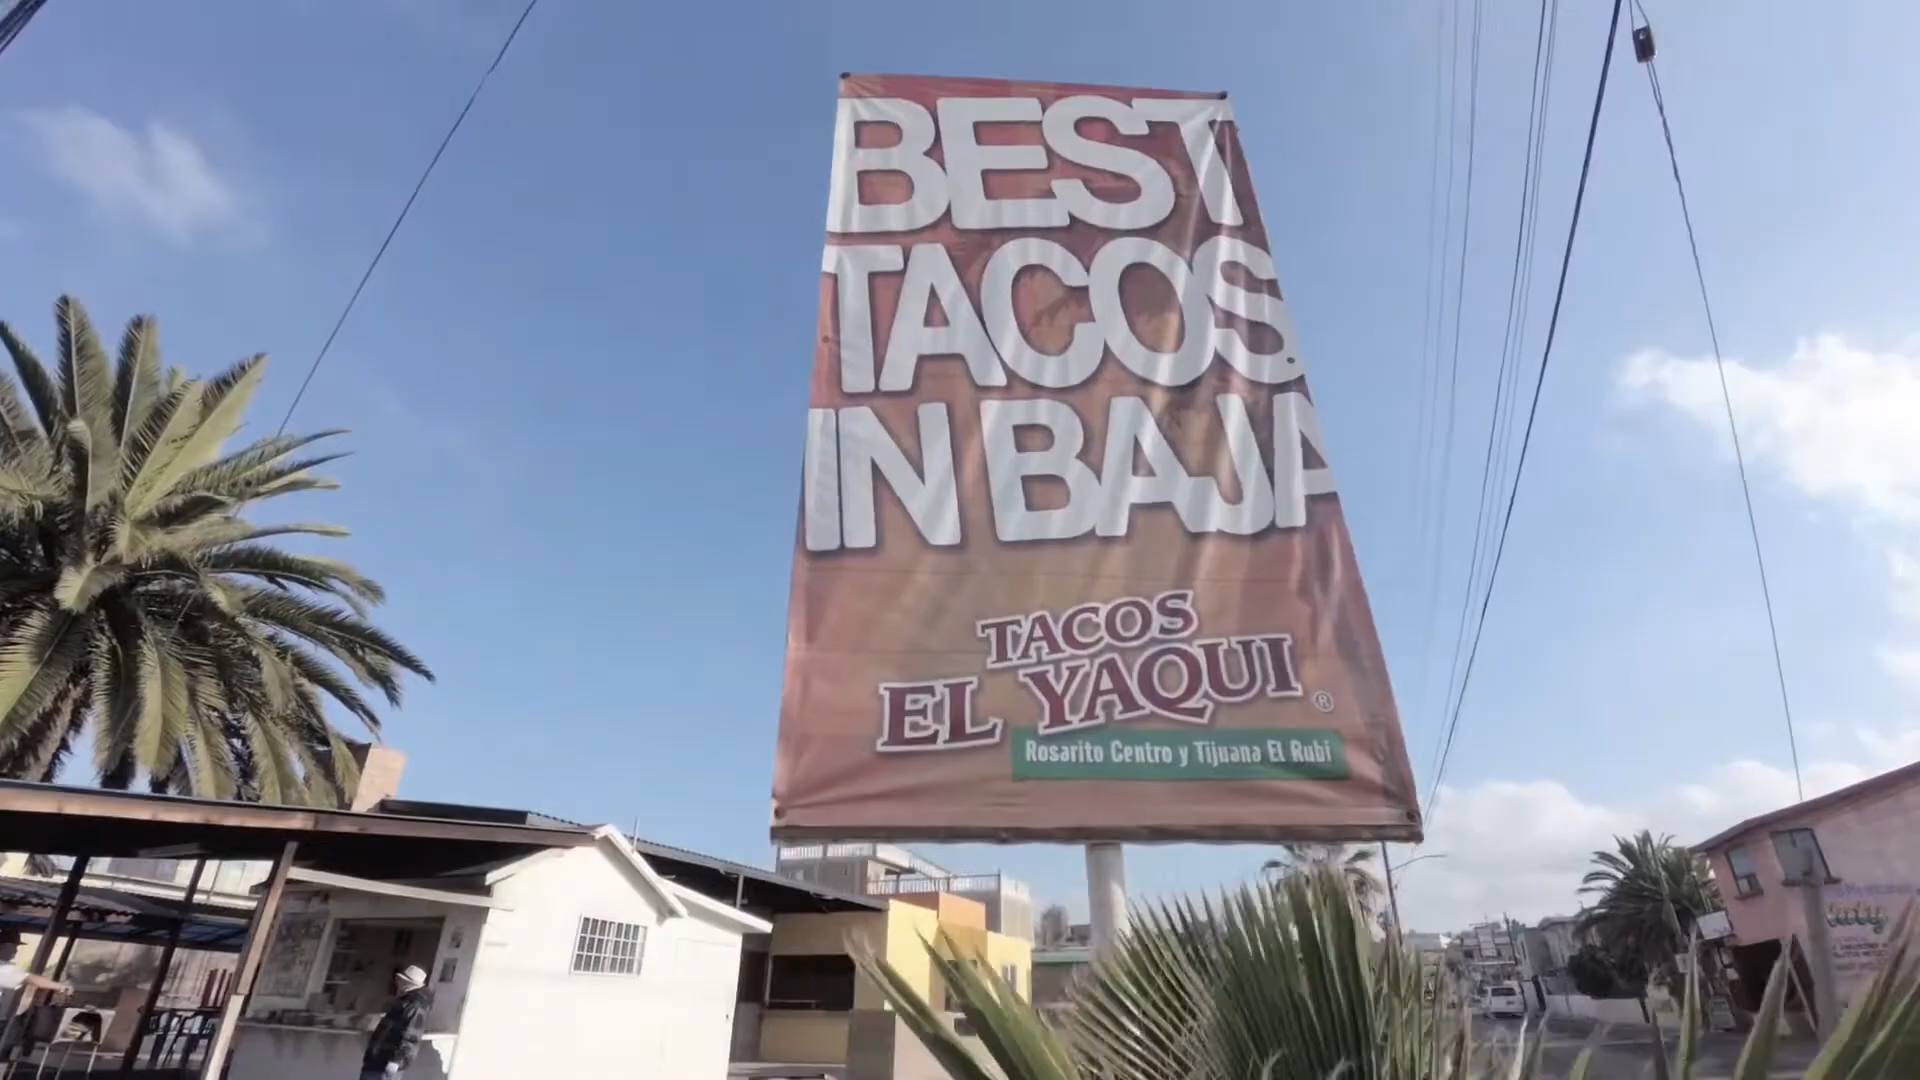 BEST
TACOS
IN BAJA
TACOS
EL YAQUI ®
Rosarito Centro y Tijuana El Rubi